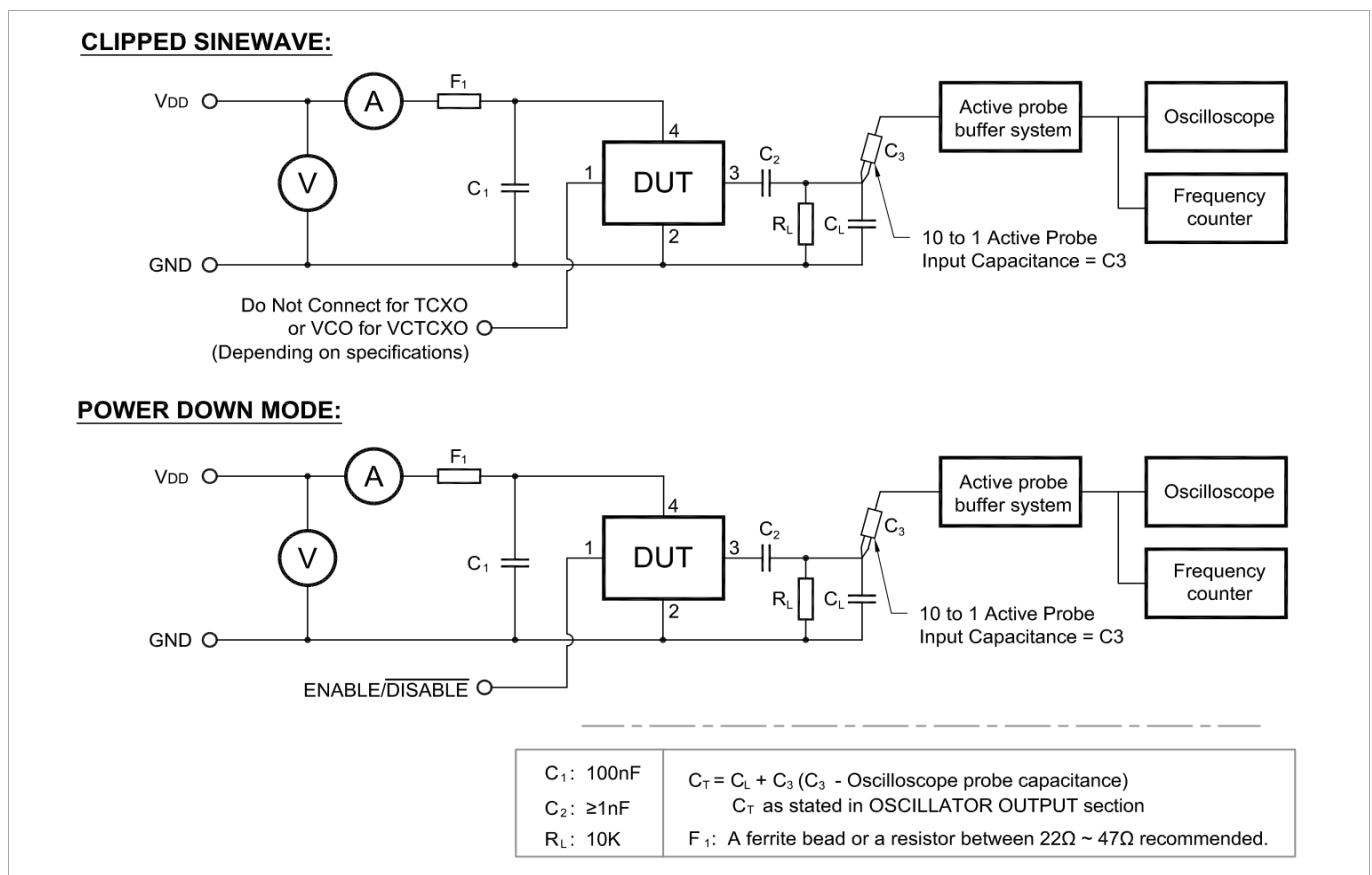 CLIPPED SINEWAVE:
VDD
A
F1
V
C1
4
1
DUT
3
2
C2
RL
CL
C3
Active probe
buffer system
Oscilloscope
Frequency
counter
10 to 1 Active Probe
Input Capacitance = C3
GND
Do Not Connect for TCXO
or VCO for VCTCXO
(Depending on specifications)
POWER DOWN MODE:
VDD
A
F1
V
C1
4
1
DUT
3
2
C2
RL
CL
C3
Active probe
buffer system
Oscilloscope
Frequency
counter
10 to 1 Active Probe
Input Capacitance = C3
GND
ENABLE/DISABLE
C1: 100nF
C2: ≥1nF
RL: 10K
CT = CL + C3 (C3 - Oscilloscope probe capacitance)
CT as stated in OSCILLATOR OUTPUT section
F1: A ferrite bead or a resistor between 22Ω ~ 47Ω recommended.